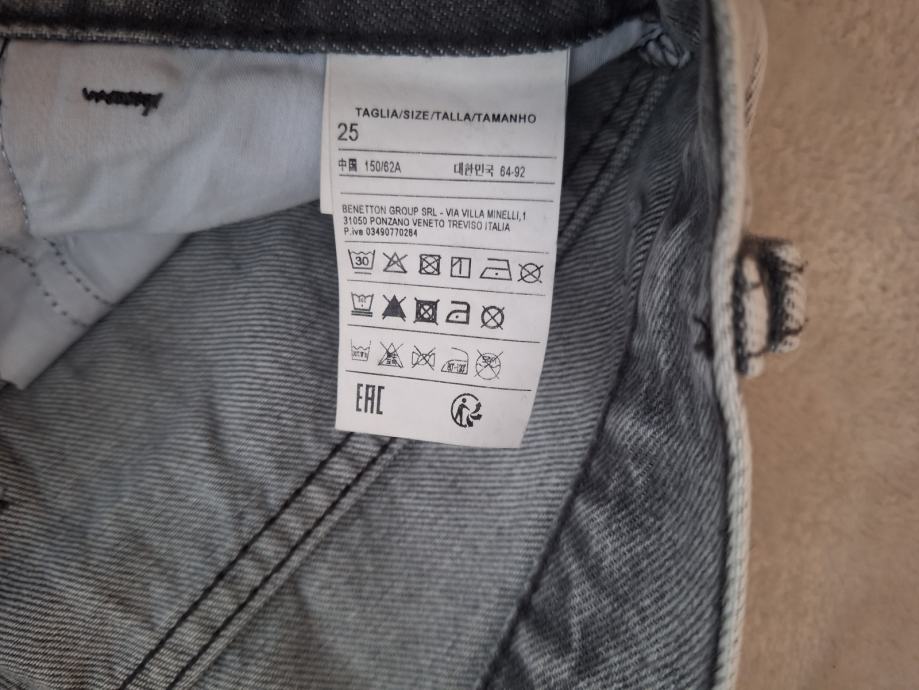 TAGLIA/SIZE/TALLA/TAMANHO
25
中国 150/62A 대한민국 64-92
BENETTON GROUP SRL - VIA VILLA MINELLI,1
31050 PONZANO VENETO TREVISO ITALIA
P.iva 03490770264
30
EAC